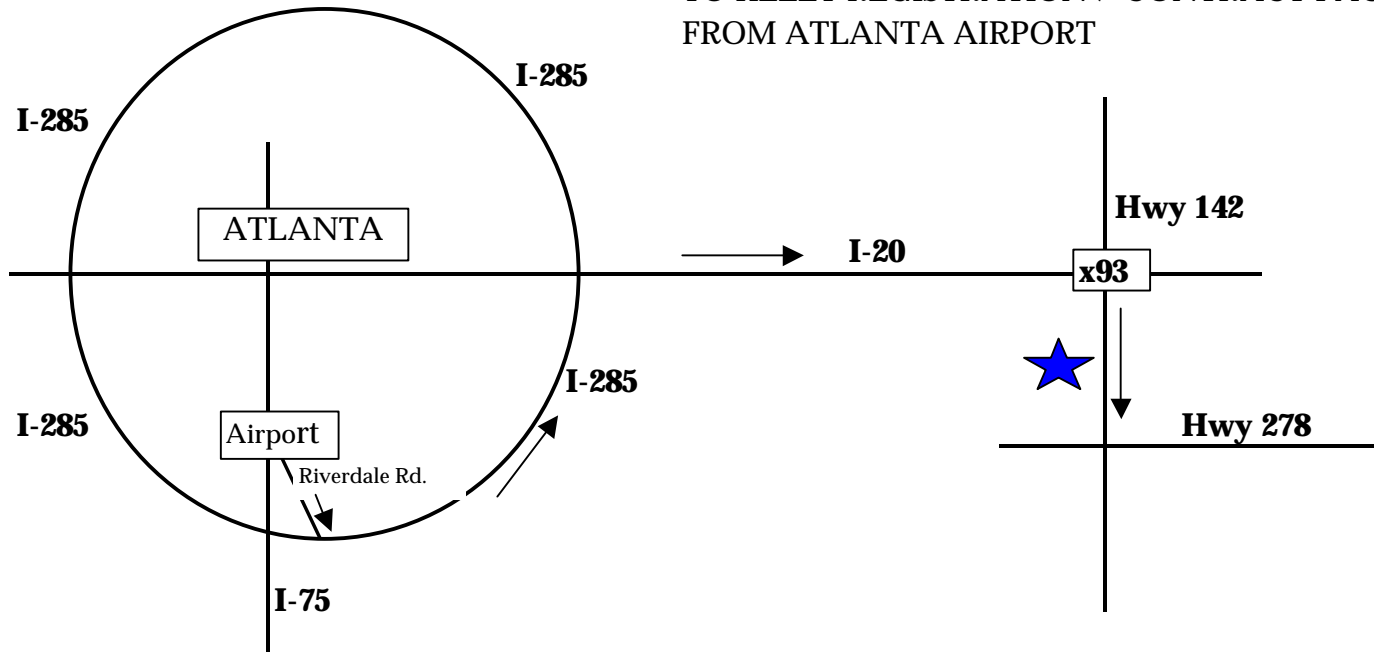 FROM ATLANTA AIRPORT
I-285
I-285
Hwy 142
ATLANTA
I-20
x93
I-285
I-285
Airport
Hwy 278
Riverdale Rd.
I-75